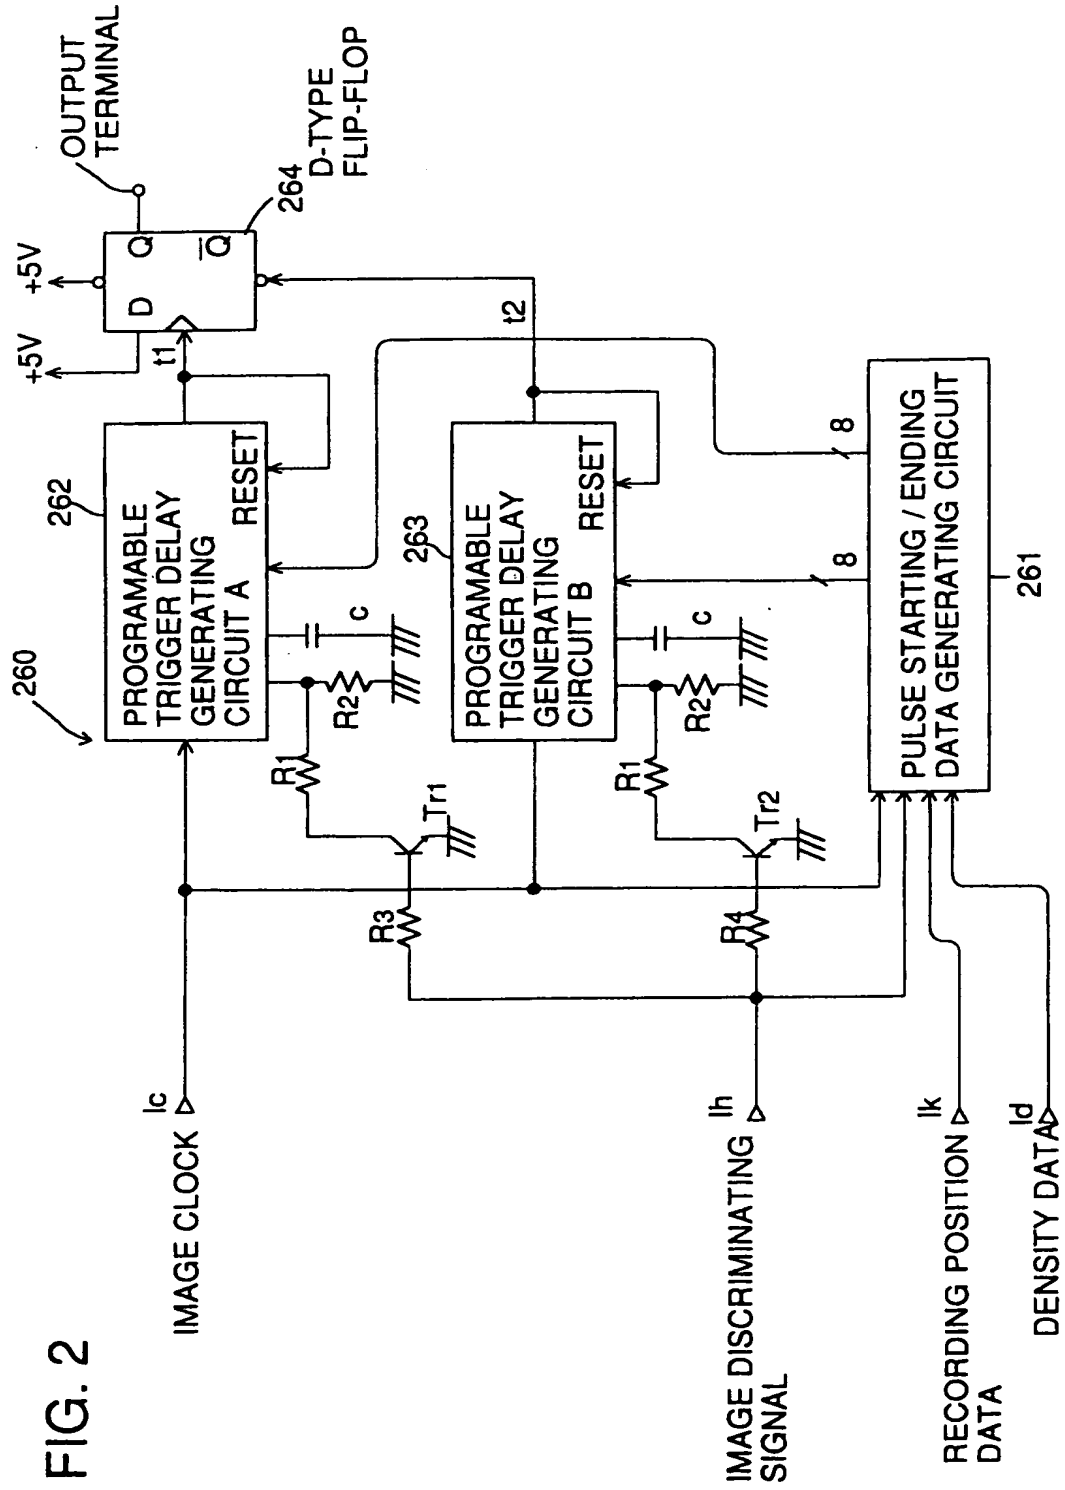 FIG. 2
260
IMAGE CLOCK
Ic
262
PROGRAMABLE
TRIGGER DELAY
GENERATING
CIRCUIT A
RESET
t1
+5V
+5V
D
Q
Q̅
OUTPUT
TERMINAL
264
D-TYPE
FLIP-FLOP
R1
R2
c
Tr1
R3
263
PROGRAMABLE
TRIGGER DELAY
GENERATING
CIRCUIT B
RESET
t2
R1
R2
c
Tr2
R4
8
8
IMAGE DISCRIMINATING
SIGNAL
Ih
PULSE STARTING / ENDING
DATA GENERATING CIRCUIT
261
RECORDING POSITION
DATA
Ik
DENSITY DATA
Id